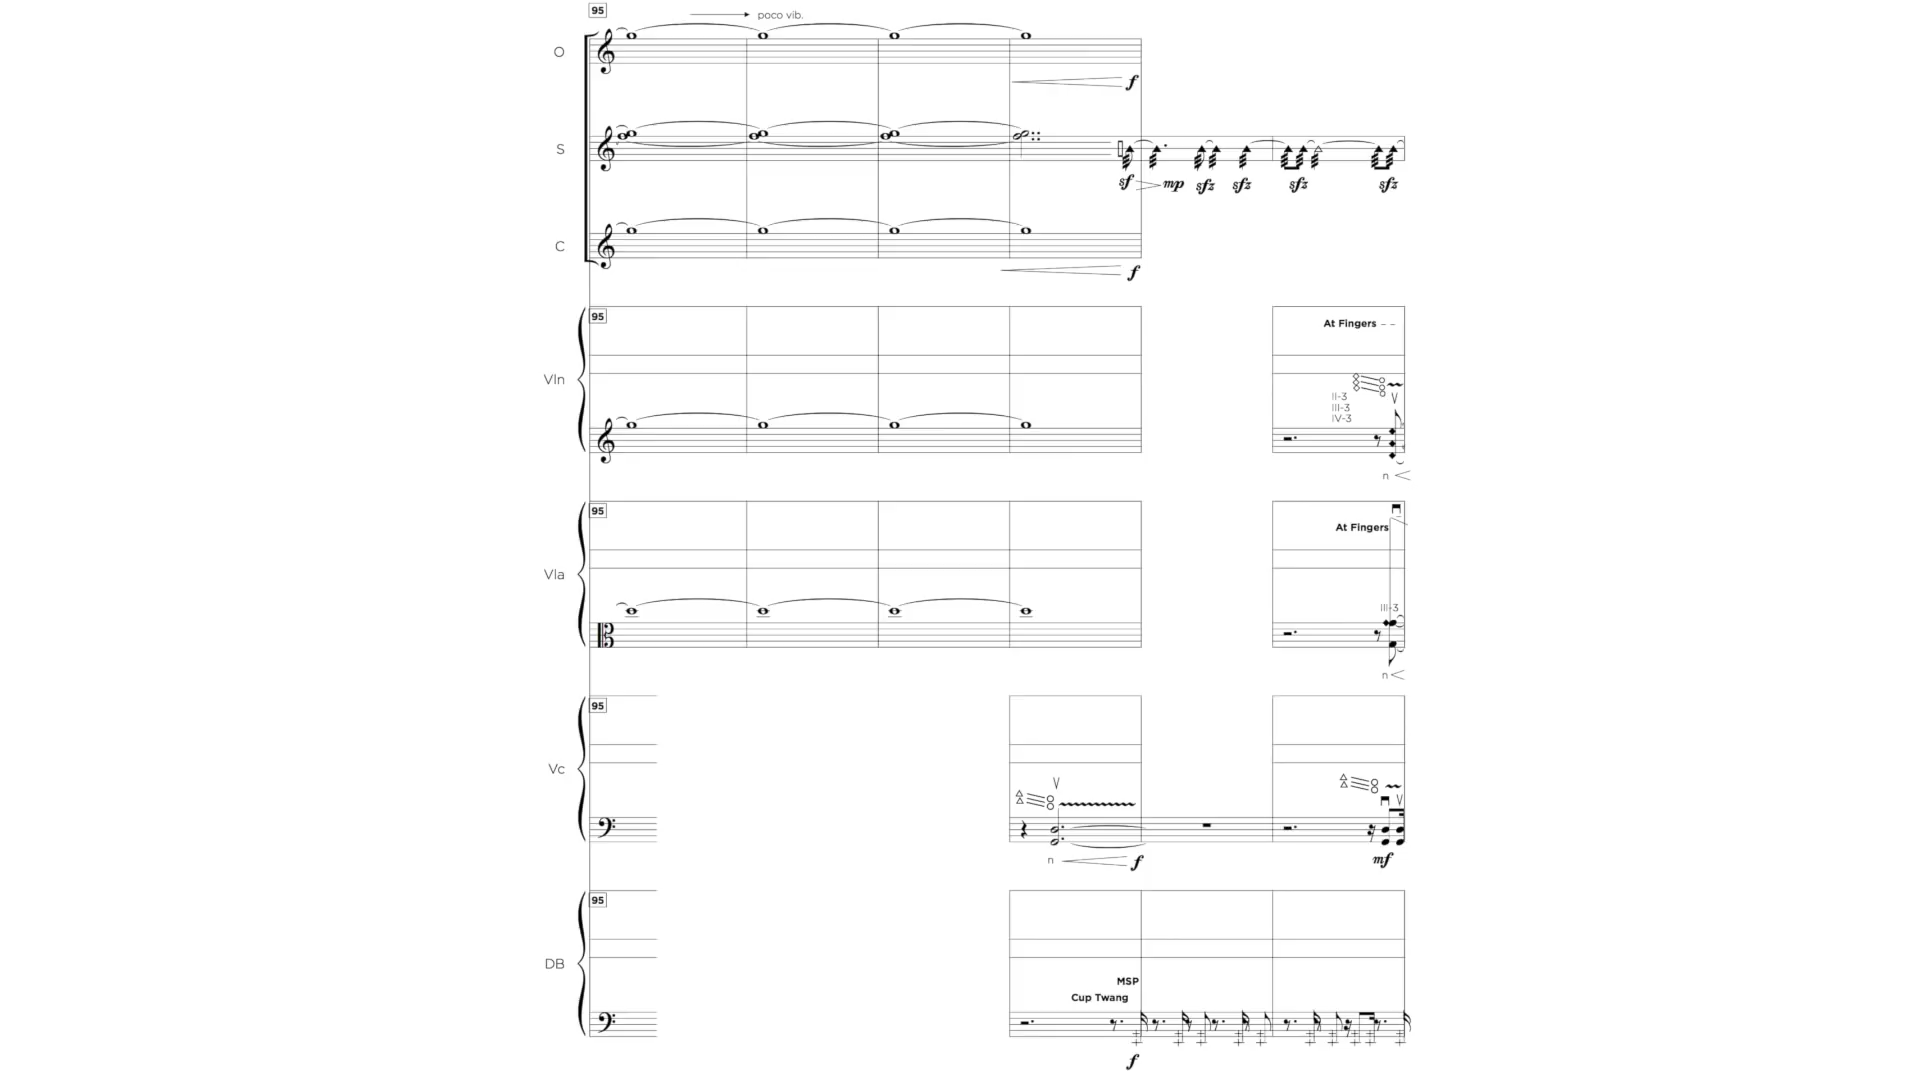 95
poco vib.
O
f
S
sf mp sfz sfz sfz sfz
C
f
95
At Fingers
Vln
II-3
III-3
IV-3
n
95
At Fingers
Vla
III-3
n
95
Vc
n f mf
95
DB
MSP
Cup Twang
f